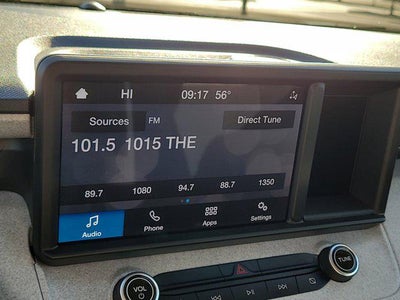 HI 09:17 56°
Sources FM Direct Tune
101.5 1015 THE
89.7 1080 94.7 88.7 1350
Audio Phone Apps Settings
VOL TUNE